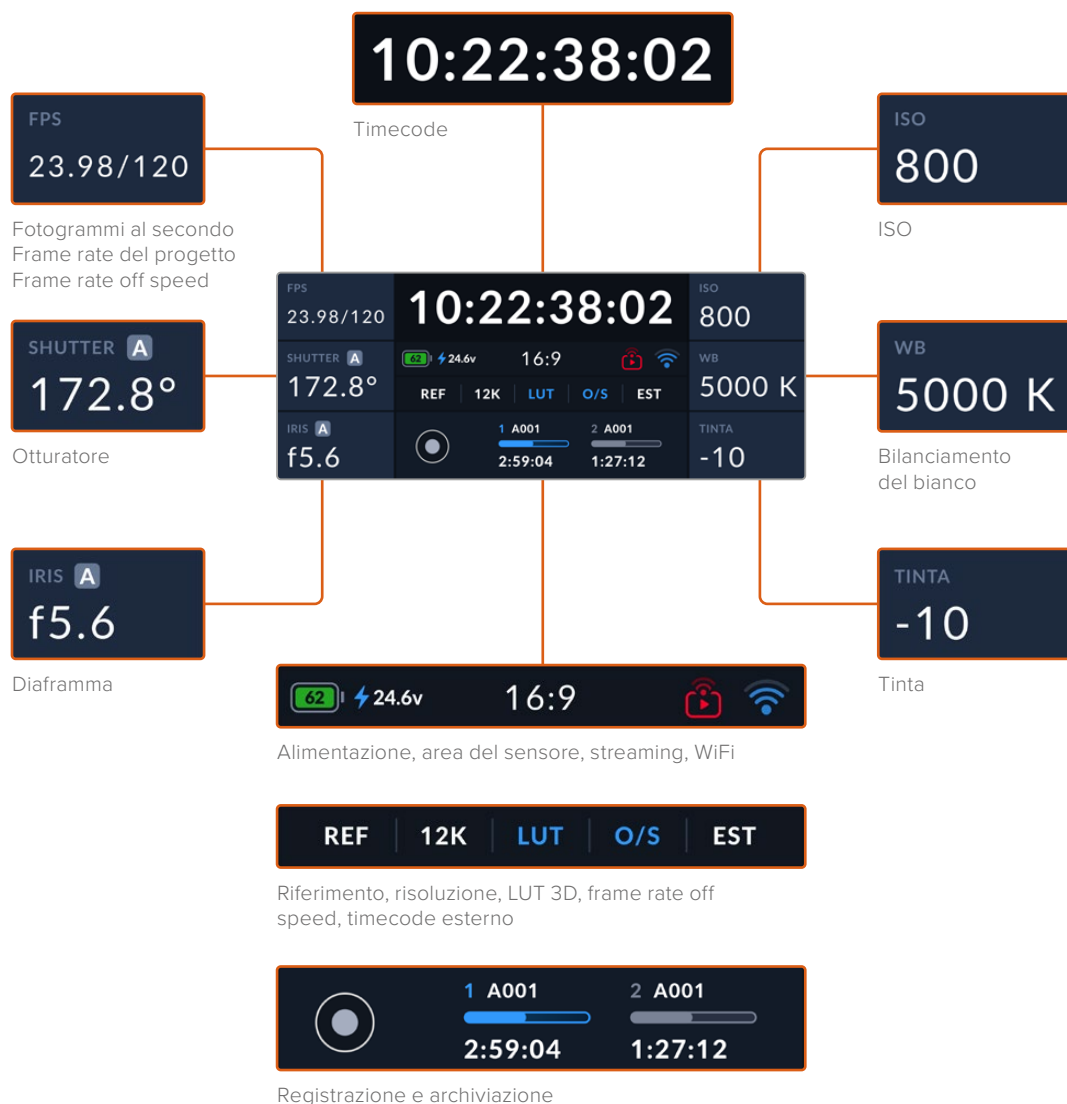 10:22:38:02
Timecode
FPS
23.98/120
Fotogrammi al secondo
Frame rate del progetto
Frame rate off speed
ISO
800
ISO
SHUTTER A
172.8°
Otturatore
FPS
23.98/120
10:22:38:02
ISO
800
SHUTTER A
172.8°
62 24.6v 16:9
REF 12K LUT O/S EST
WB
5000 K
IRIS A
f5.6
1 A001 2 A001
2:59:04 1:27:12
TINTA
-10
WB
5000 K
Bilanciamento
del bianco
IRIS A
f5.6
Diaframma
TINTA
-10
Tinta
62 24.6v 16:9
Alimentazione, area del sensore, streaming, WiFi
REF 12K LUT O/S EST
Riferimento, risoluzione, LUT 3D, frame rate off
speed, timecode esterno
1 A001 2 A001
2:59:04 1:27:12
Registrazione e archiviazione